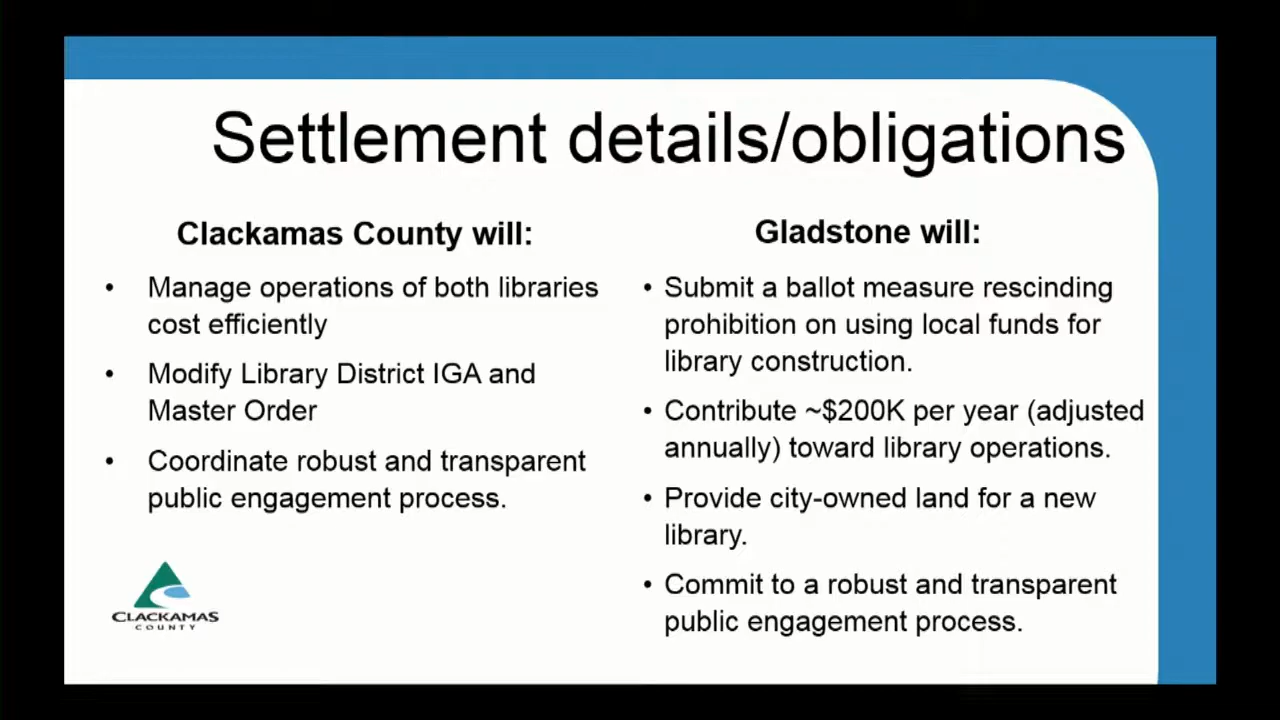 Settlement details/obligations
Clackamas County will:
• Manage operations of both libraries
cost efficiently
• Modify Library District IGA and
Master Order
• Coordinate robust and transparent
public engagement process.
Gladstone will:
• Submit a ballot measure rescinding
prohibition on using local funds for
library construction.
• Contribute ~$200K per year (adjusted
annually) toward library operations.
• Provide city-owned land for a new
library.
• Commit to a robust and transparent
public engagement process.
CLACKAMAS
COUNTY